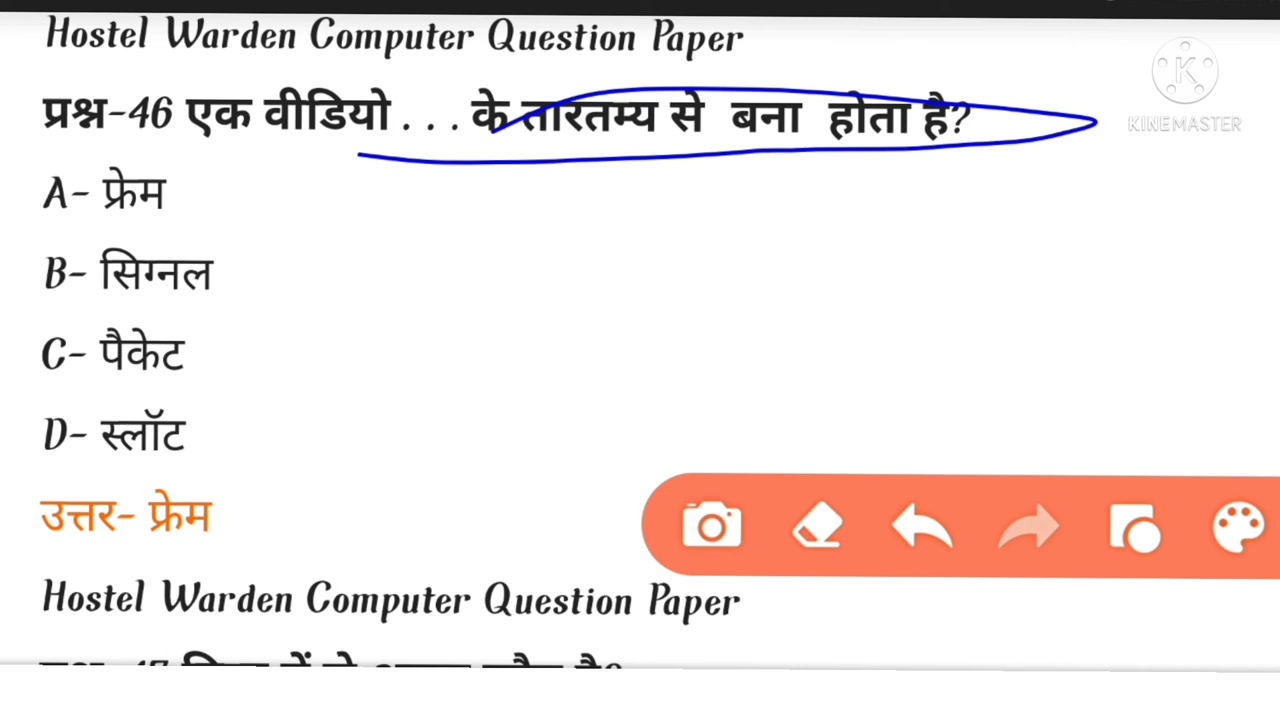 Hostel Warden Computer Question Paper
KINEMASTER
प्रश्न-46 एक वीडियो . . . के तारतम्य से बना होता है?
A- फ्रेम
B- सिग्नल
C- पैकेट
D- स्लॉट
उत्तर- फ्रेम
Hostel Warden Computer Question Paper